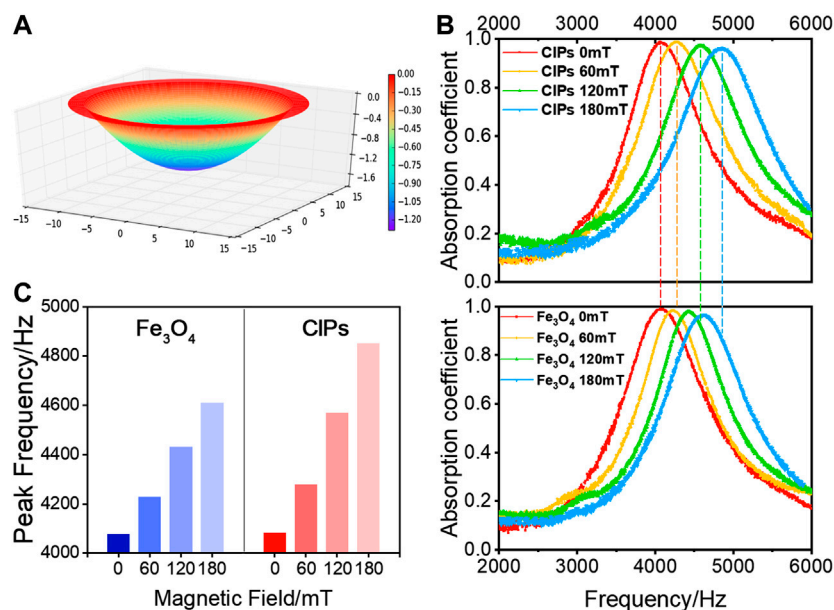 A
0.00
−0.15
−0.30
−0.45
−0.60
−0.75
−0.90
−1.05
−1.20
0.0
−0.4
−0.8
−1.2
−1.6
−15
−10
−5
0
5
10
15
−15
−10
−5
0
5
10
15
B
2000 3000 4000 5000 6000
CIPs 0mT
CIPs 60mT
CIPs 120mT
CIPs 180mT
Absorption coefficient
1.0
0.8
0.6
0.4
0.2
0.0
Fe₃O₄ 0mT
Fe₃O₄ 60mT
Fe₃O₄ 120mT
Fe₃O₄ 180mT
Absorption coefficient
1.0
0.8
0.6
0.4
0.2
0.0
2000 3000 4000 5000 6000
Frequency/Hz
C
5000
4800
4600
4400
4200
4000
Peak Frequency/Hz
Fe₃O₄ CIPs
0 60 120 180 0 60 120 180
Magnetic Field/mT